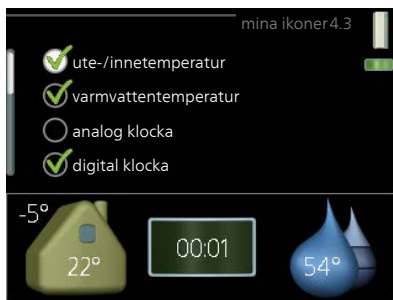 mina ikoner 4.3
ute-/innetemperatur
varmvattentemperatur
analog klocka
digital klocka
-5°
22°
00:01
54°